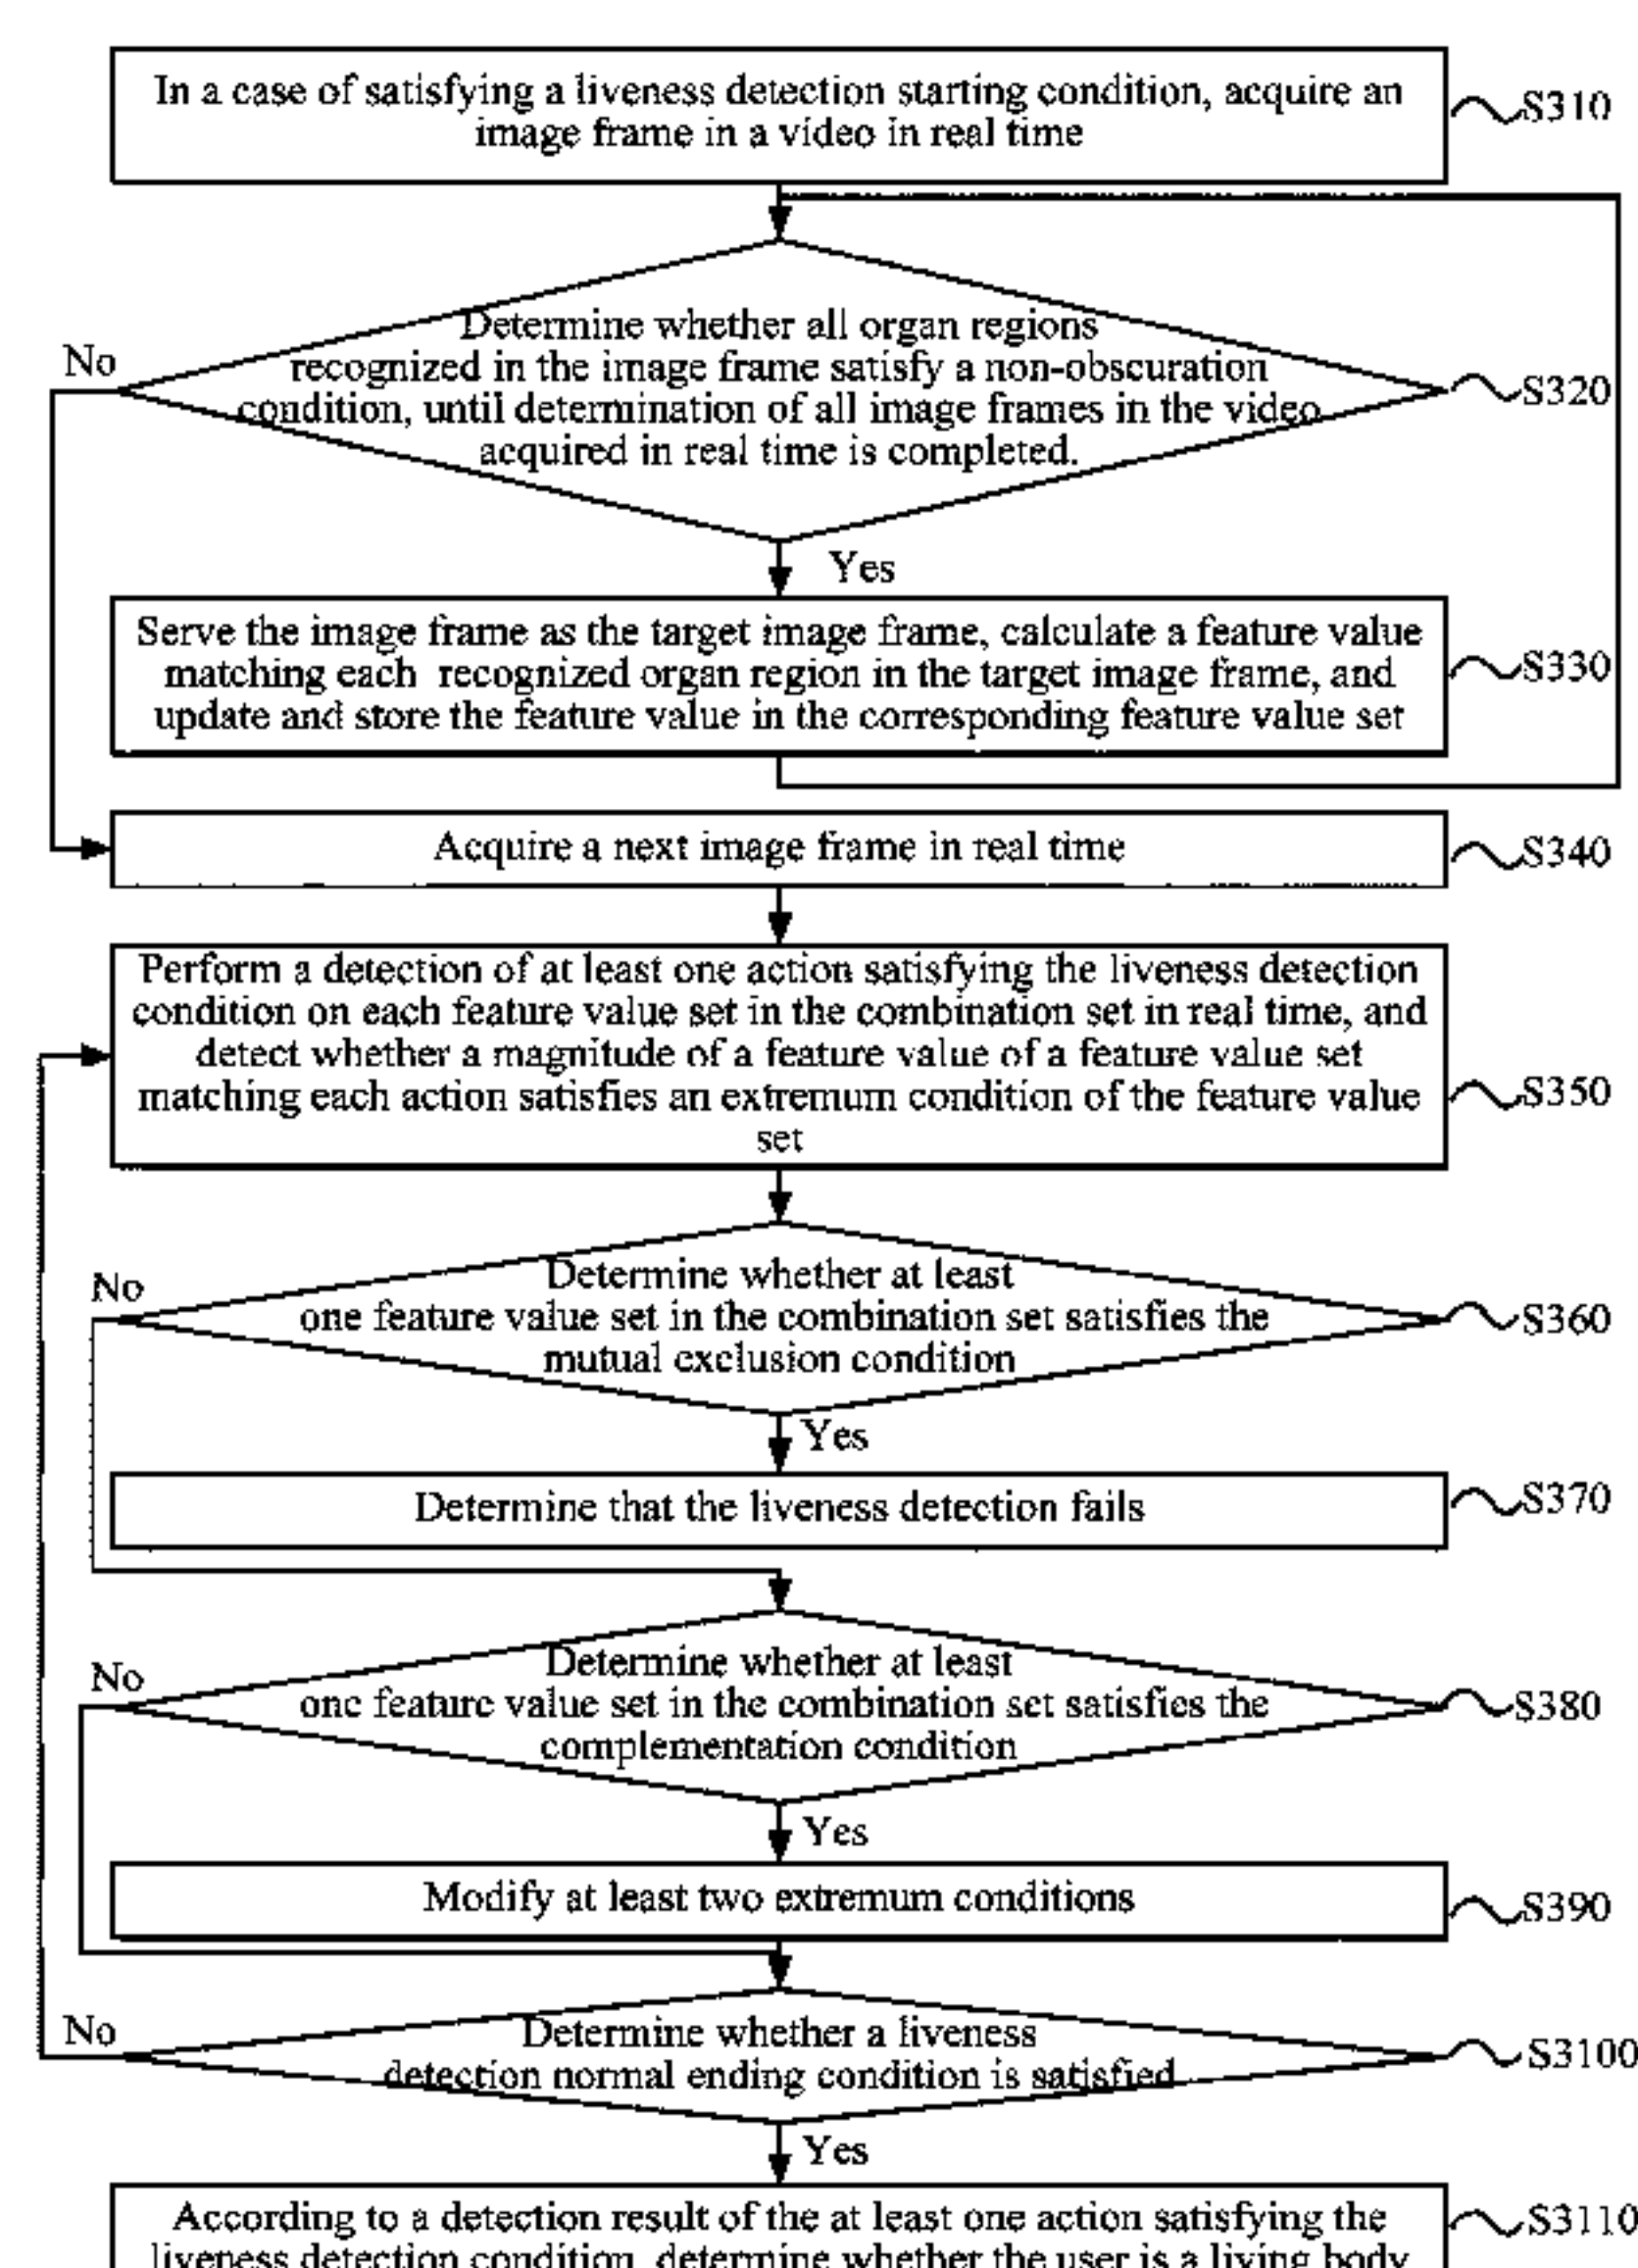 In a case of satisfying a liveness detection starting condition, acquire an
image frame in a video in real time
S310
Determine whether all organ regions
recognized in the image frame satisfy a non-obscuration
condition, until determination of all image frames in the video
acquired in real time is completed.
No
S320
Yes
Serve the image frame as the target image frame, calculate a feature value
matching each recognized organ region in the target image frame, and
update and store the feature value in the corresponding feature value set
S330
Acquire a next image frame in real time
S340
Perform a detection of at least one action satisfying the liveness detection
condition on each feature value set in the combination set in real time, and
detect whether a magnitude of a feature value of a feature value set
matching each action satisfies an extremum condition of the feature value
set
S350
Determine whether at least
one feature value set in the combination set satisfies the
mutual exclusion condition
No
S360
Yes
Determine that the liveness detection fails
S370
Determine whether at least
one feature value set in the combination set satisfies the
complementation condition
No
S380
Yes
Modify at least two extremum conditions
S390
Determine whether a liveness
detection normal ending condition is satisfied
No
S3100
Yes
According to a detection result of the at least one action satisfying the
liveness detection condition, determine whether the user is a living body
S3110